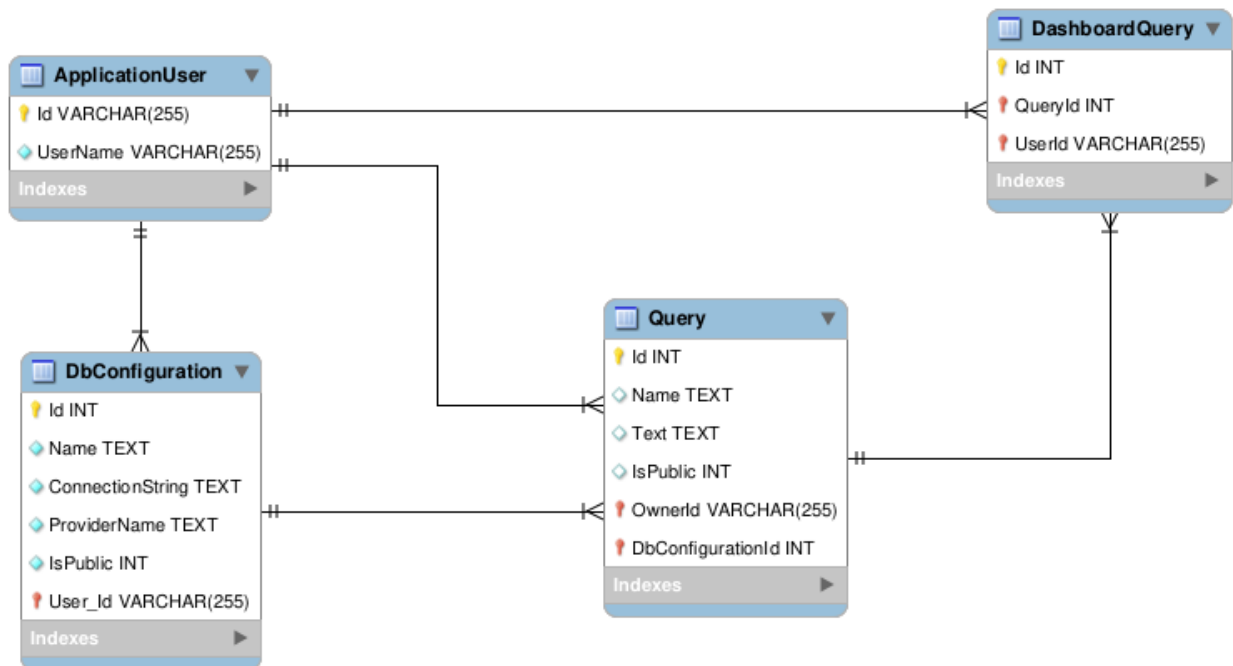 ApplicationUser
Id VARCHAR(255)
UserName VARCHAR(255)
Indexes
DashboardQuery
Id INT
QueryId INT
UserId VARCHAR(255)
Indexes
DbConfiguration
Id INT
Name TEXT
ConnectionString TEXT
ProviderName TEXT
IsPublic INT
User_Id VARCHAR(255)
Indexes
Query
Id INT
Name TEXT
Text TEXT
IsPublic INT
OwnerId VARCHAR(255)
DbConfigurationId INT
Indexes